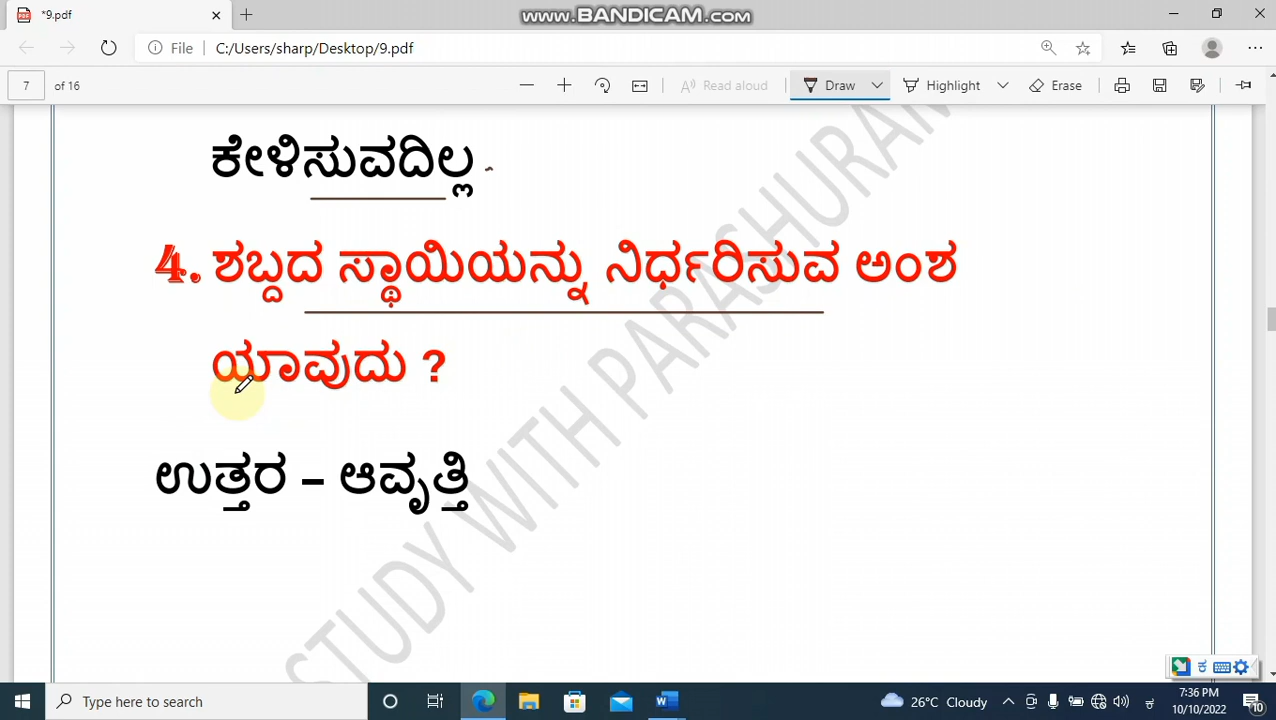 *9.pdf
www.BANDICAM.com
File C:/Users/sharp/Desktop/9.pdf
7 of 16 Read aloud Draw Highlight Erase
ಕೇಳಿಸುವದಿಲ್ಲ
4. ಶಬ್ದದ ಸ್ಥಾಯಿಯನ್ನು ನಿರ್ಧರಿಸುವ ಅಂಶ
ಯಾವುದು ?
ಉತ್ತರ – ಆವೃತ್ತಿ
STUDY WITH PARASHURAM
Type here to search
26°C Cloudy
7:36 PM
10/10/2022
10